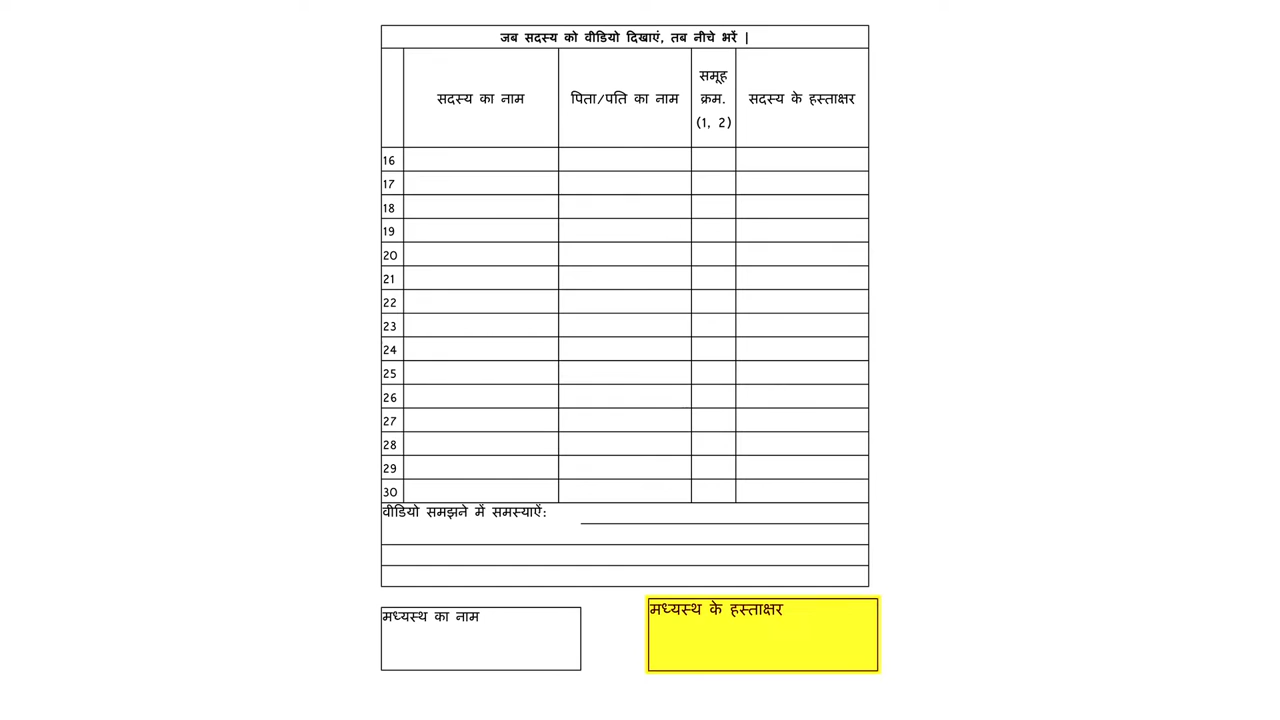 जब सदस्य को वीडियो दिखाएं, तब नीचे भरें |
सदस्य का नाम
पिता/पति का नाम
समूह
क्रम.
(1, 2)
सदस्य के हस्ताक्षर
16
17
18
19
20
21
22
23
24
25
26
27
28
29
30
वीडियो समझने में समस्याऐं:
मध्यस्थ का नाम
मध्यस्थ के हस्ताक्षर